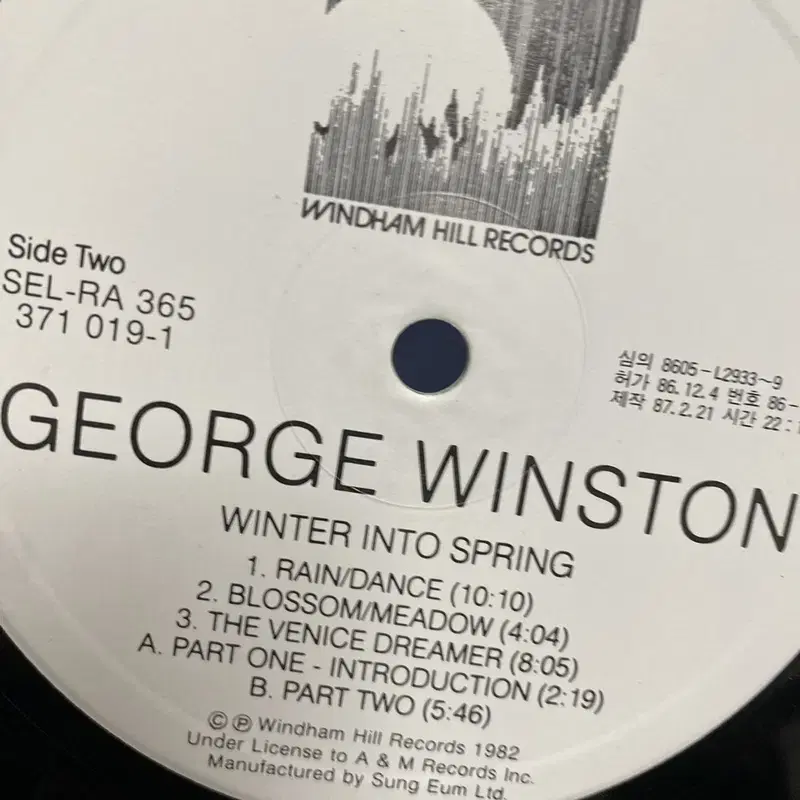 WINDHAM HILL RECORDS
Side Two
SEL-RA 365
371 019-1
심의 8605-L2933~9
허가 86.12.4 번호 86-
제작 87.2.21 시간 22:
GEORGE WINSTON
WINTER INTO SPRING
1. RAIN/DANCE (10:10)
2. BLOSSOM/MEADOW (4:04)
3. THE VENICE DREAMER (8:05)
A. PART ONE - INTRODUCTION (2:19)
B. PART TWO (5:46)
© ℗ Windham Hill Records 1982
Under License to A & M Records Inc.
Manufactured by Sung Eum Ltd.